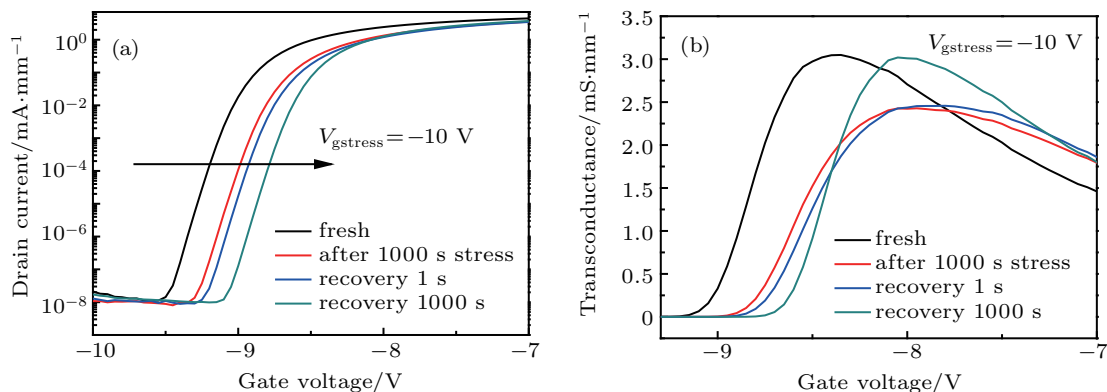 (a)
Drain current/mA·mm⁻¹
10⁰
10⁻²
10⁻⁴
10⁻⁶
10⁻⁸
V_gstress=−10 V
fresh
after 1000 s stress
recovery 1 s
recovery 1000 s
−10
−9
−8
−7
Gate voltage/V
(b)
V_gstress=−10 V
Transconductance/mS·mm⁻¹
3.5
3.0
2.5
2.0
1.5
1.0
0.5
0
fresh
after 1000 s stress
recovery 1 s
recovery 1000 s
−9
−8
−7
Gate voltage/V